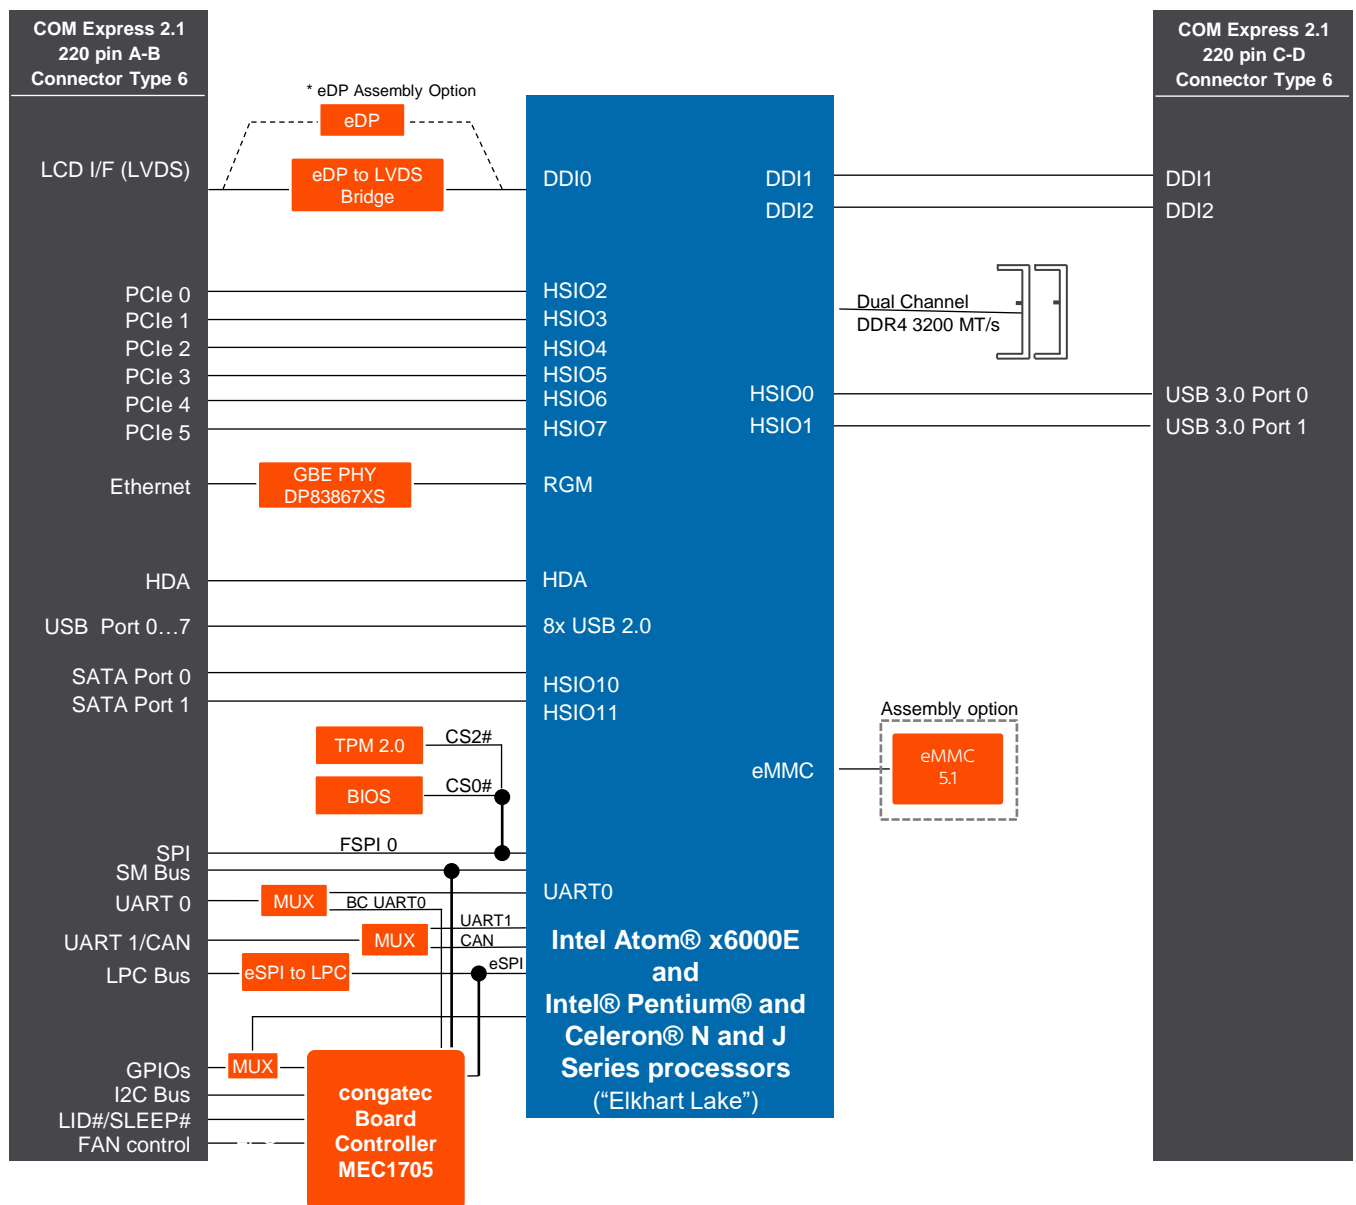 COM Express 2.1
220 pin A-B
Connector Type 6
COM Express 2.1
220 pin C-D
Connector Type 6
* eDP Assembly Option
eDP
LCD I/F (LVDS)
eDP to LVDS
Bridge
DDI0
DDI1
DDI1
DDI2
DDI2
PCIe 0
HSIO2
PCIe 1
HSIO3
PCIe 2
HSIO4
PCIe 3
HSIO5
PCIe 4
HSIO6
PCIe 5
HSIO7
Dual Channel
DDR4 3200 MT/s
HSIO0
USB 3.0 Port 0
HSIO1
USB 3.0 Port 1
Ethernet
GBE PHY
DP83867XS
RGM
HDA
HDA
USB Port 0…7
8x USB 2.0
SATA Port 0
HSIO10
SATA Port 1
HSIO11
Assembly option
eMMC
eMMC
5.1
TPM 2.0
CS2#
BIOS
CS0#
SPI
FSPI 0
SM Bus
UART 0
MUX
BC UART0
UART0
UART 1/CAN
MUX
UART1
CAN
LPC Bus
eSPI to LPC
eSPI
Intel Atom® x6000E
and
Intel® Pentium® and
Celeron® N and J
Series processors
(“Elkhart Lake”)
GPIOs
MUX
I2C Bus
LID#/SLEEP#
FAN control
congatec
Board
Controller
MEC1705